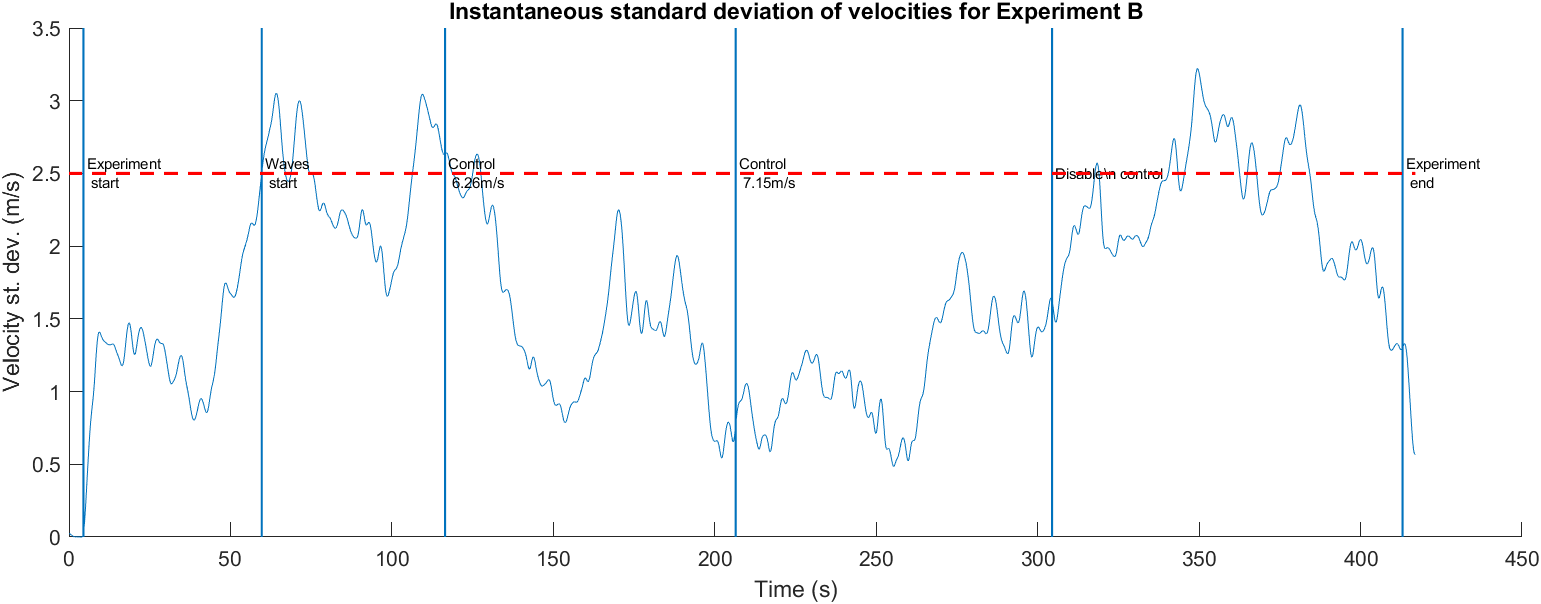 Instantaneous standard deviation of velocities for Experiment B
3.5
3
2.5
2
1.5
1
0.5
0
Velocity st. dev. (m/s)
Experiment
start
Waves
start
Control
6.26m/s
Control
7.15m/s
Disable\n control
Experiment
end
0
50
100
150
200
250
300
350
400
450
Time (s)